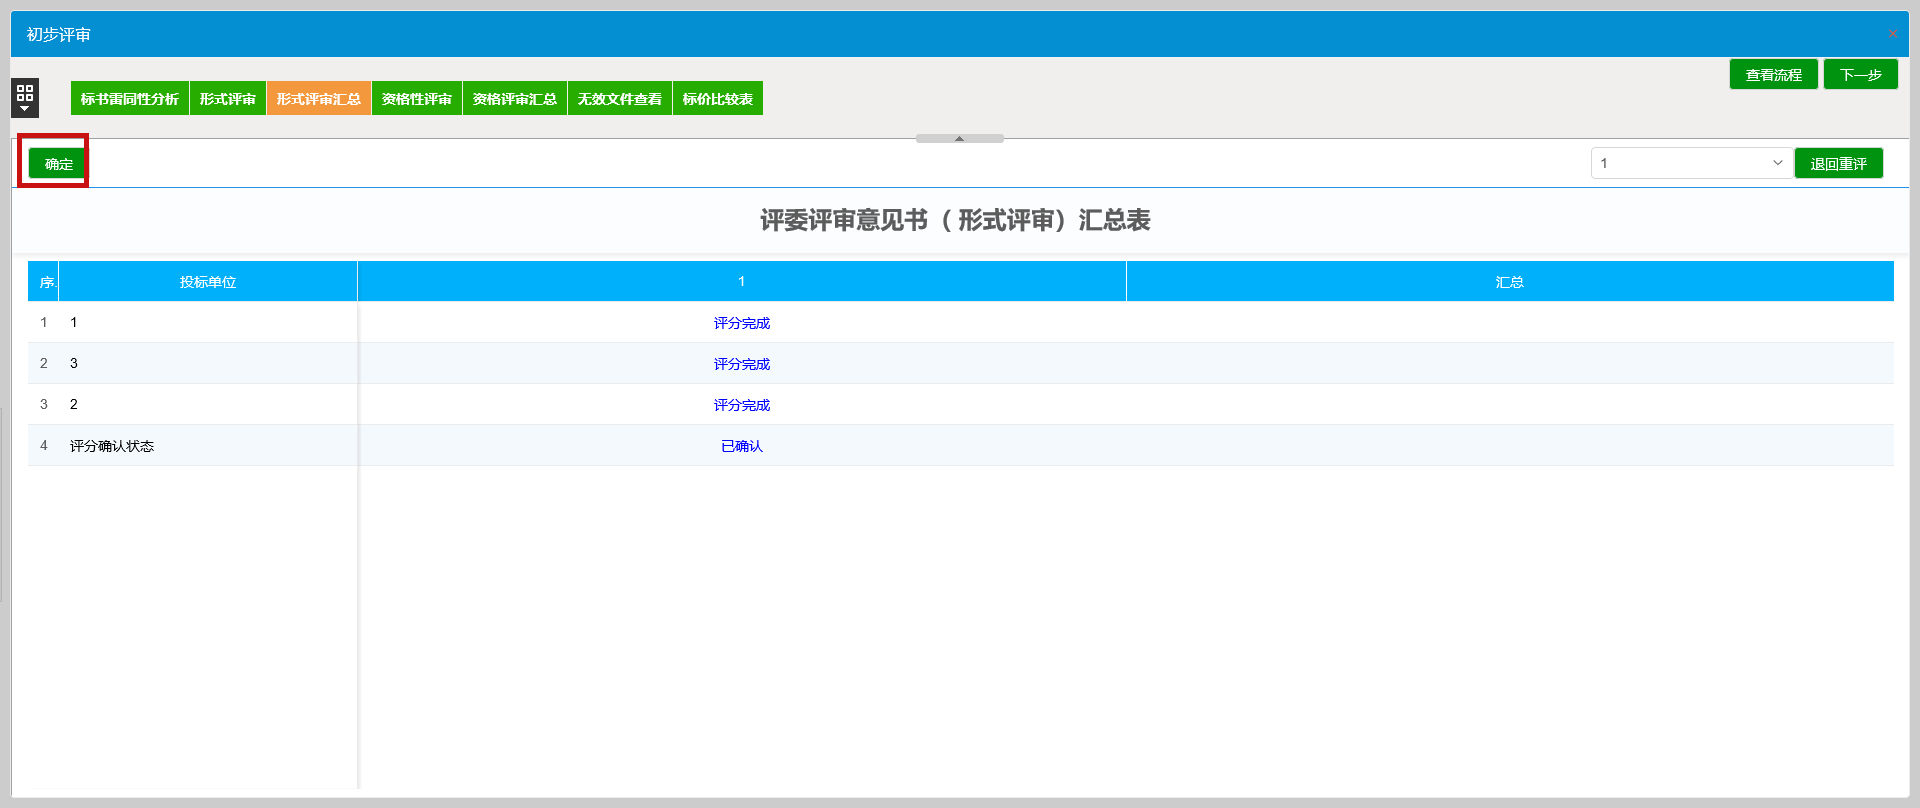 初步评审
×
查看流程 下一步
标书雷同性分析 形式评审 形式评审汇总 资格性评审 资格评审汇总 无效文件查看 标价比较表
确定 1 退回重评
评委评审意见书（形式评审）汇总表
序. 投标单位 1 汇总
1 1 评分完成
2 3 评分完成
3 2 评分完成
4 评分确认状态 已确认